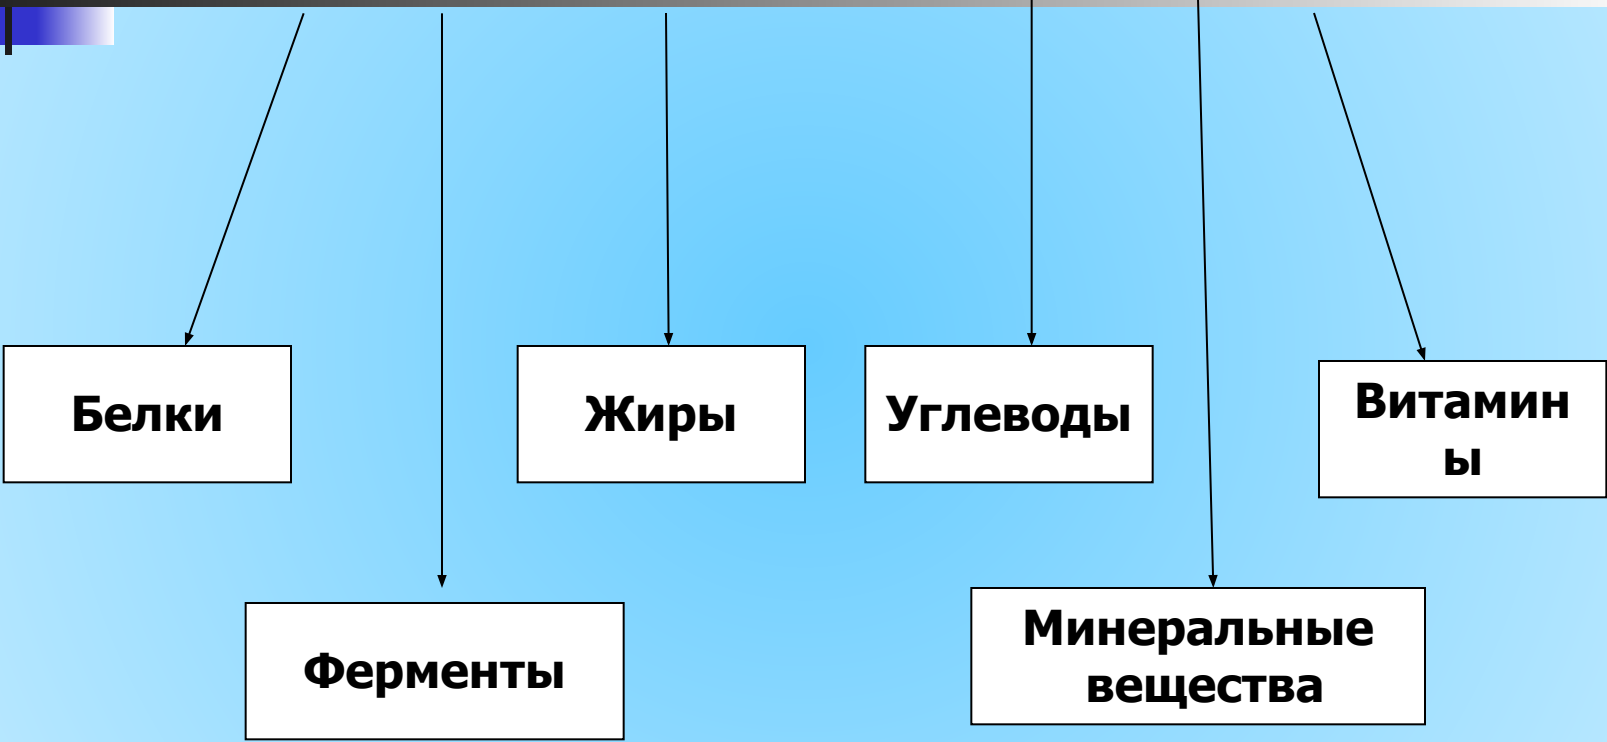 Белки
Жиры
Углеводы
Витамин
ы
Ферменты
Минеральные
вещества